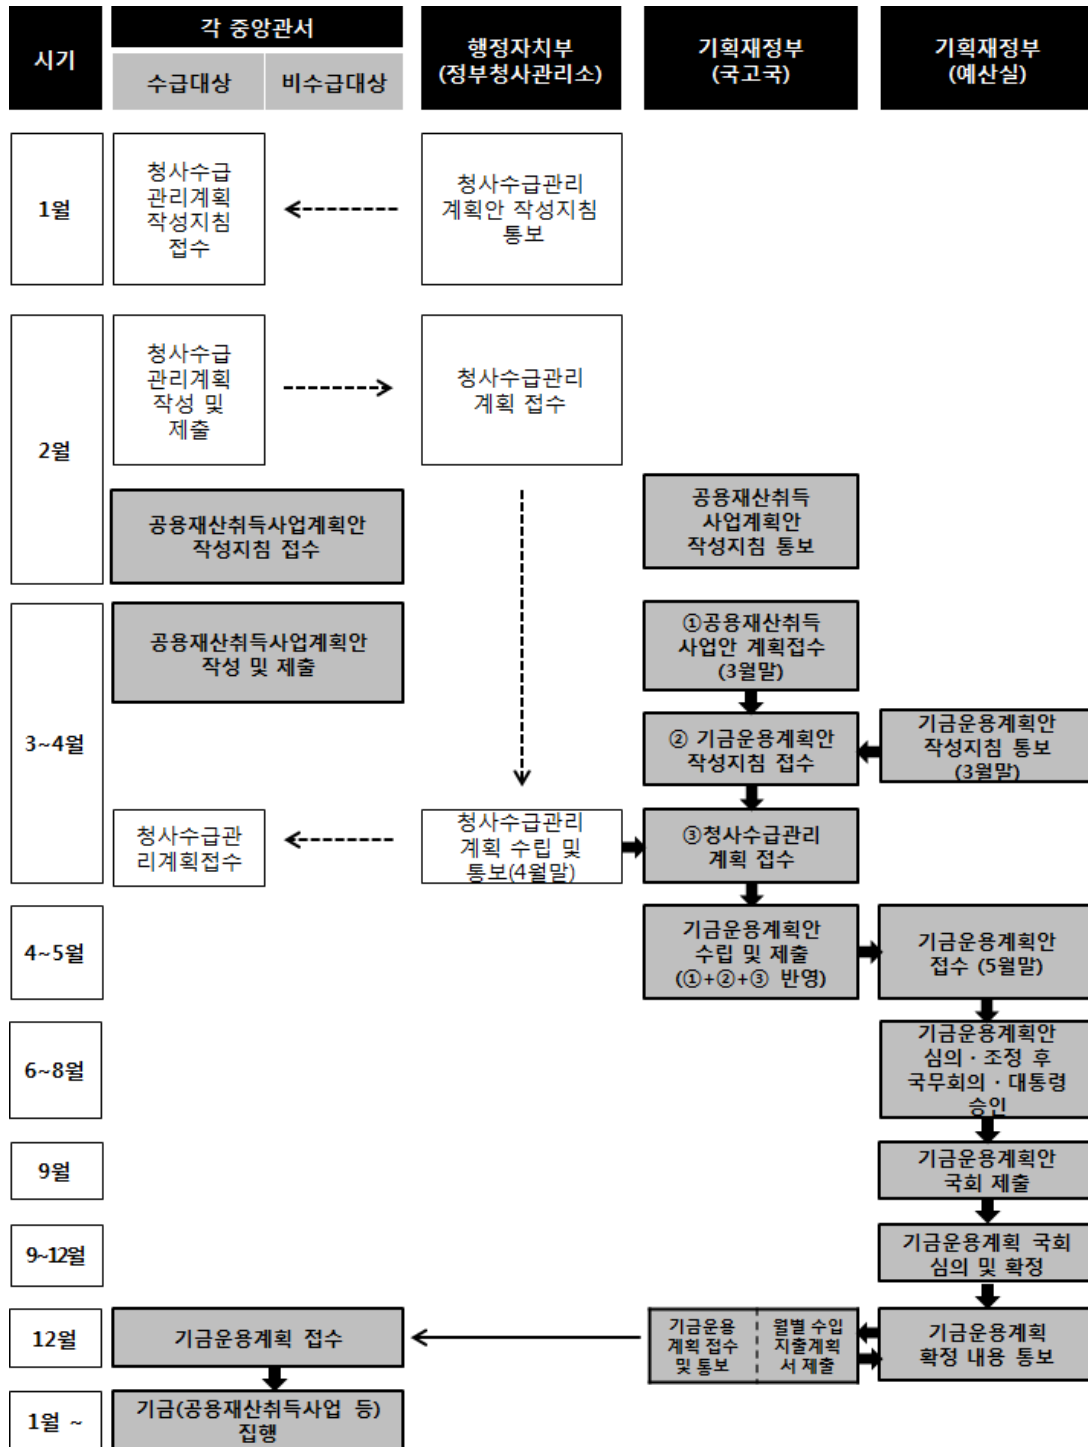 시기
각 중앙관서
수급대상
비수급대상
행정자치부
(정부청사관리소)
기획재정부
(국고국)
기획재정부
(예산실)
1월
청사수급
관리계획
작성지침
접수
청사수급관리
계획안 작성지침
통보
2월
청사수급
관리계획
작성 및
제출
청사수급관리
계획 접수
공용재산취득사업계획안
작성지침 접수
공용재산취득
사업계획안
작성지침 통보
3~4월
공용재산취득사업계획안
작성 및 제출
①공용재산취득
사업안 계획접수
(3월말)
② 기금운용계획안
작성지침 접수
기금운용계획안
작성지침 통보
(3월말)
청사수급관
리계획접수
청사수급관리
계획 수립 및
통보(4월말)
③청사수급관리
계획 접수
4~5월
기금운용계획안
수립 및 제출
(①+②+③ 반영)
기금운용계획안
접수 (5월말)
6~8월
기금운용계획안
심의 · 조정 후
국무회의 · 대통령
승인
9월
기금운용계획안
국회 제출
9~12월
기금운용계획 국회
심의 및 확정
12월
기금운용계획 접수
기금운용
계획 접수
및 통보
월별 수입
지출계획
서 제출
기금운용계획
확정 내용 통보
1월 ~
기금(공용재산취득사업 등)
집행